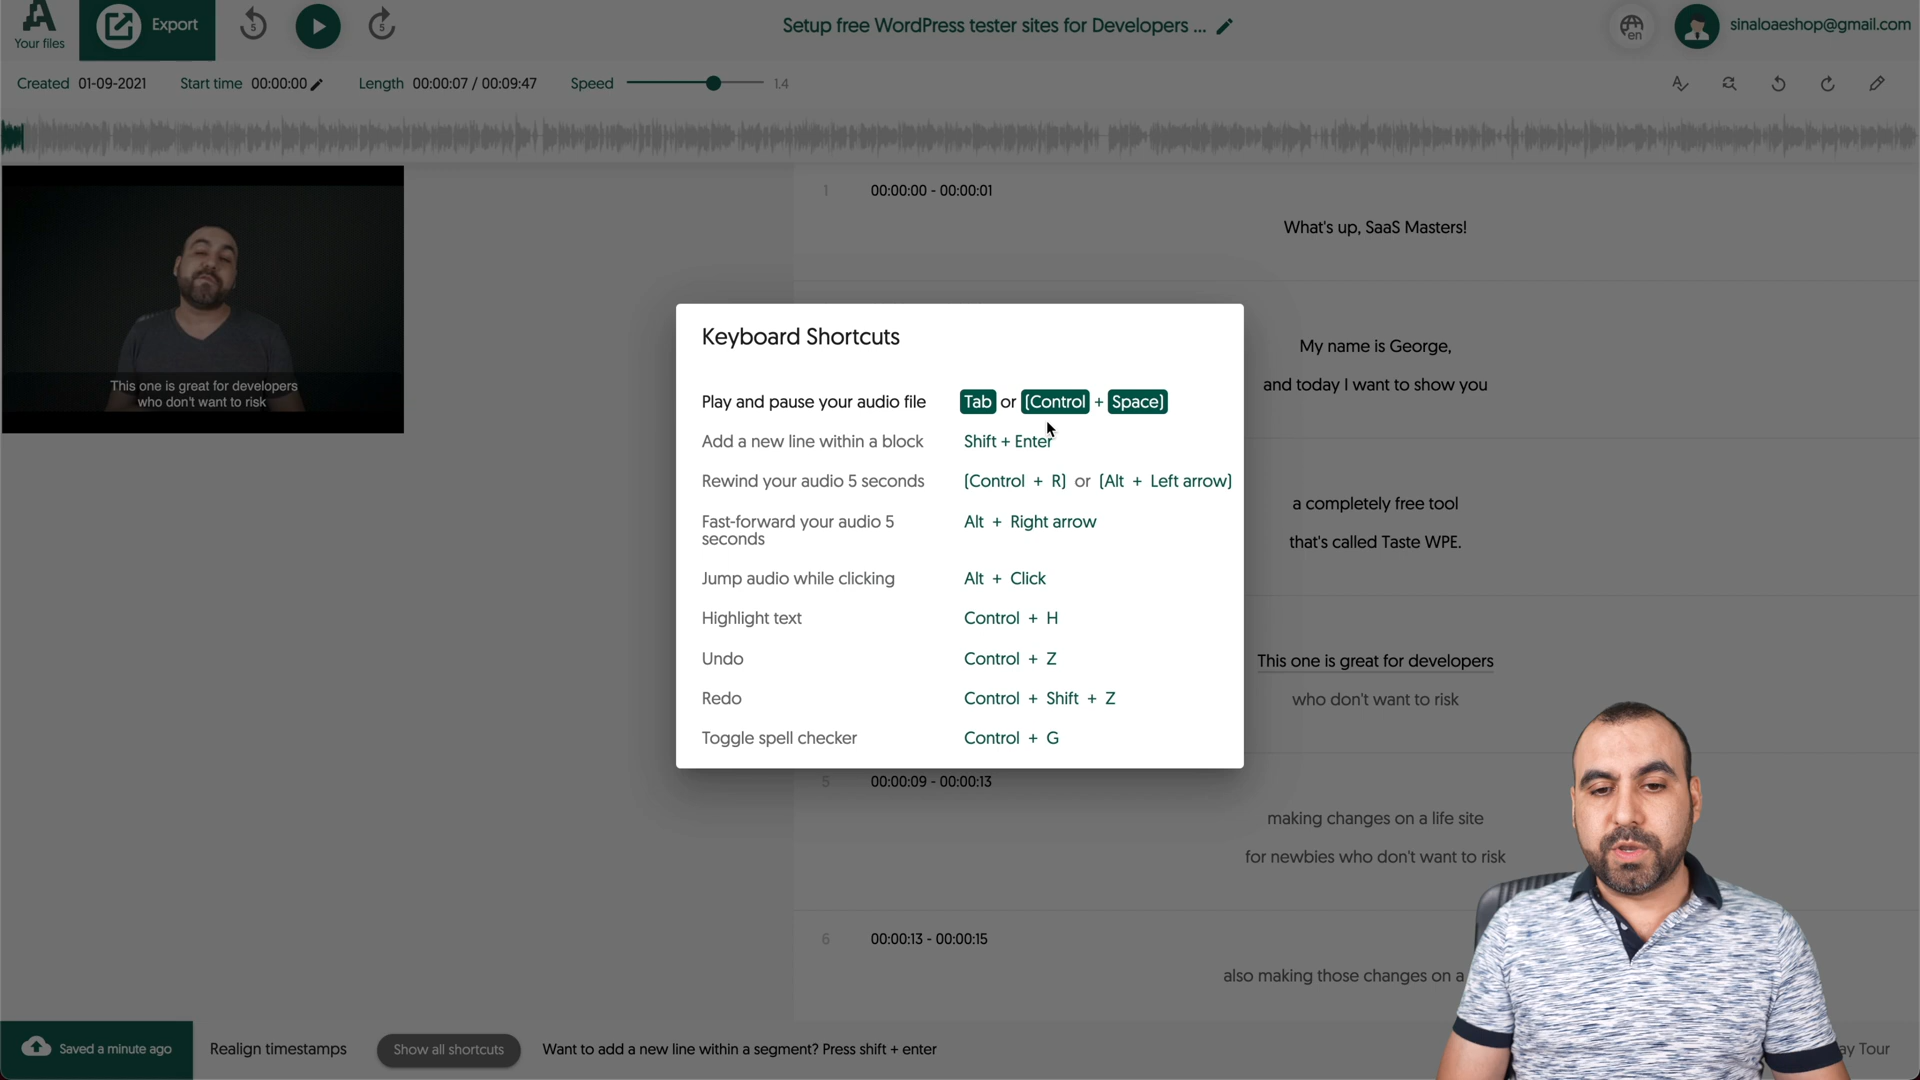 Your files
Export
5
5
Setup free WordPress tester sites for Developers ...
en
sinaloaeshop@gmail.com
Created 01-09-2021
Start time 00:00:00
Length 00:00:07 / 00:09:47
Speed
1.4
1
00:00:00 - 00:00:01
What's up, SaaS Masters!
My name is George,
and today I want to show you
a completely free tool
that's called Taste WPE.
This one is great for developers
who don't want to risk
5
00:00:09 - 00:00:13
making changes on a life site
for newbies who don't want to risk
6
00:00:13 - 00:00:15
also making those changes on a
This one is great for developers
who don't want to risk
Keyboard Shortcuts
Play and pause your audio file Tab or (Control + Space)
Add a new line within a block Shift + Enter
Rewind your audio 5 seconds (Control + R) or (Alt + Left arrow)
Fast-forward your audio 5
seconds
Alt + Right arrow
Jump audio while clicking Alt + Click
Highlight text Control + H
Undo Control + Z
Redo Control + Shift + Z
Toggle spell checker Control + G
Saved a minute ago
Realign timestamps
Show all shortcuts
Want to add a new line within a segment? Press shift + enter
Tour